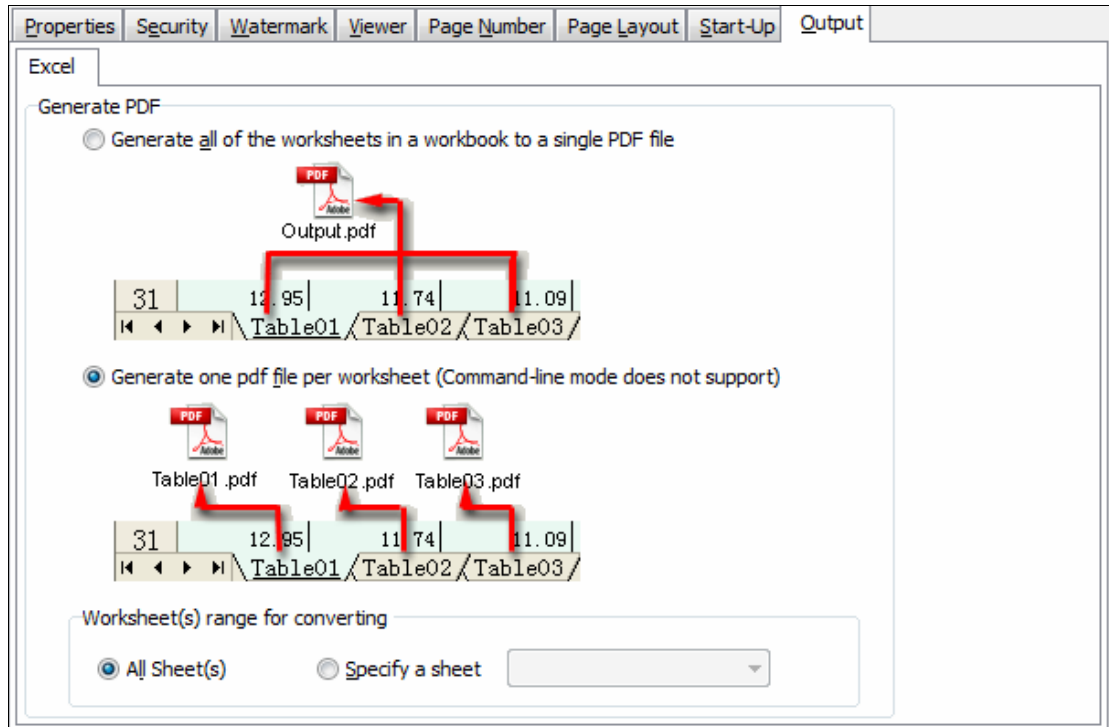 Properties Security Watermark Viewer Page Number Page Layout Start-Up Output
Excel
Generate PDF
Generate all of the worksheets in a workbook to a single PDF file
PDF
Adobe
Output.pdf
31 12.95 11.74 11.09
Table01 Table02 Table03
Generate one pdf file per worksheet (Command-line mode does not support)
PDF PDF PDF
Adobe Adobe Adobe
Table01.pdf Table02.pdf Table03.pdf
31 12.95 11.74 11.09
Table01 Table02 Table03
Worksheet(s) range for converting
All Sheet(s) Specify a sheet